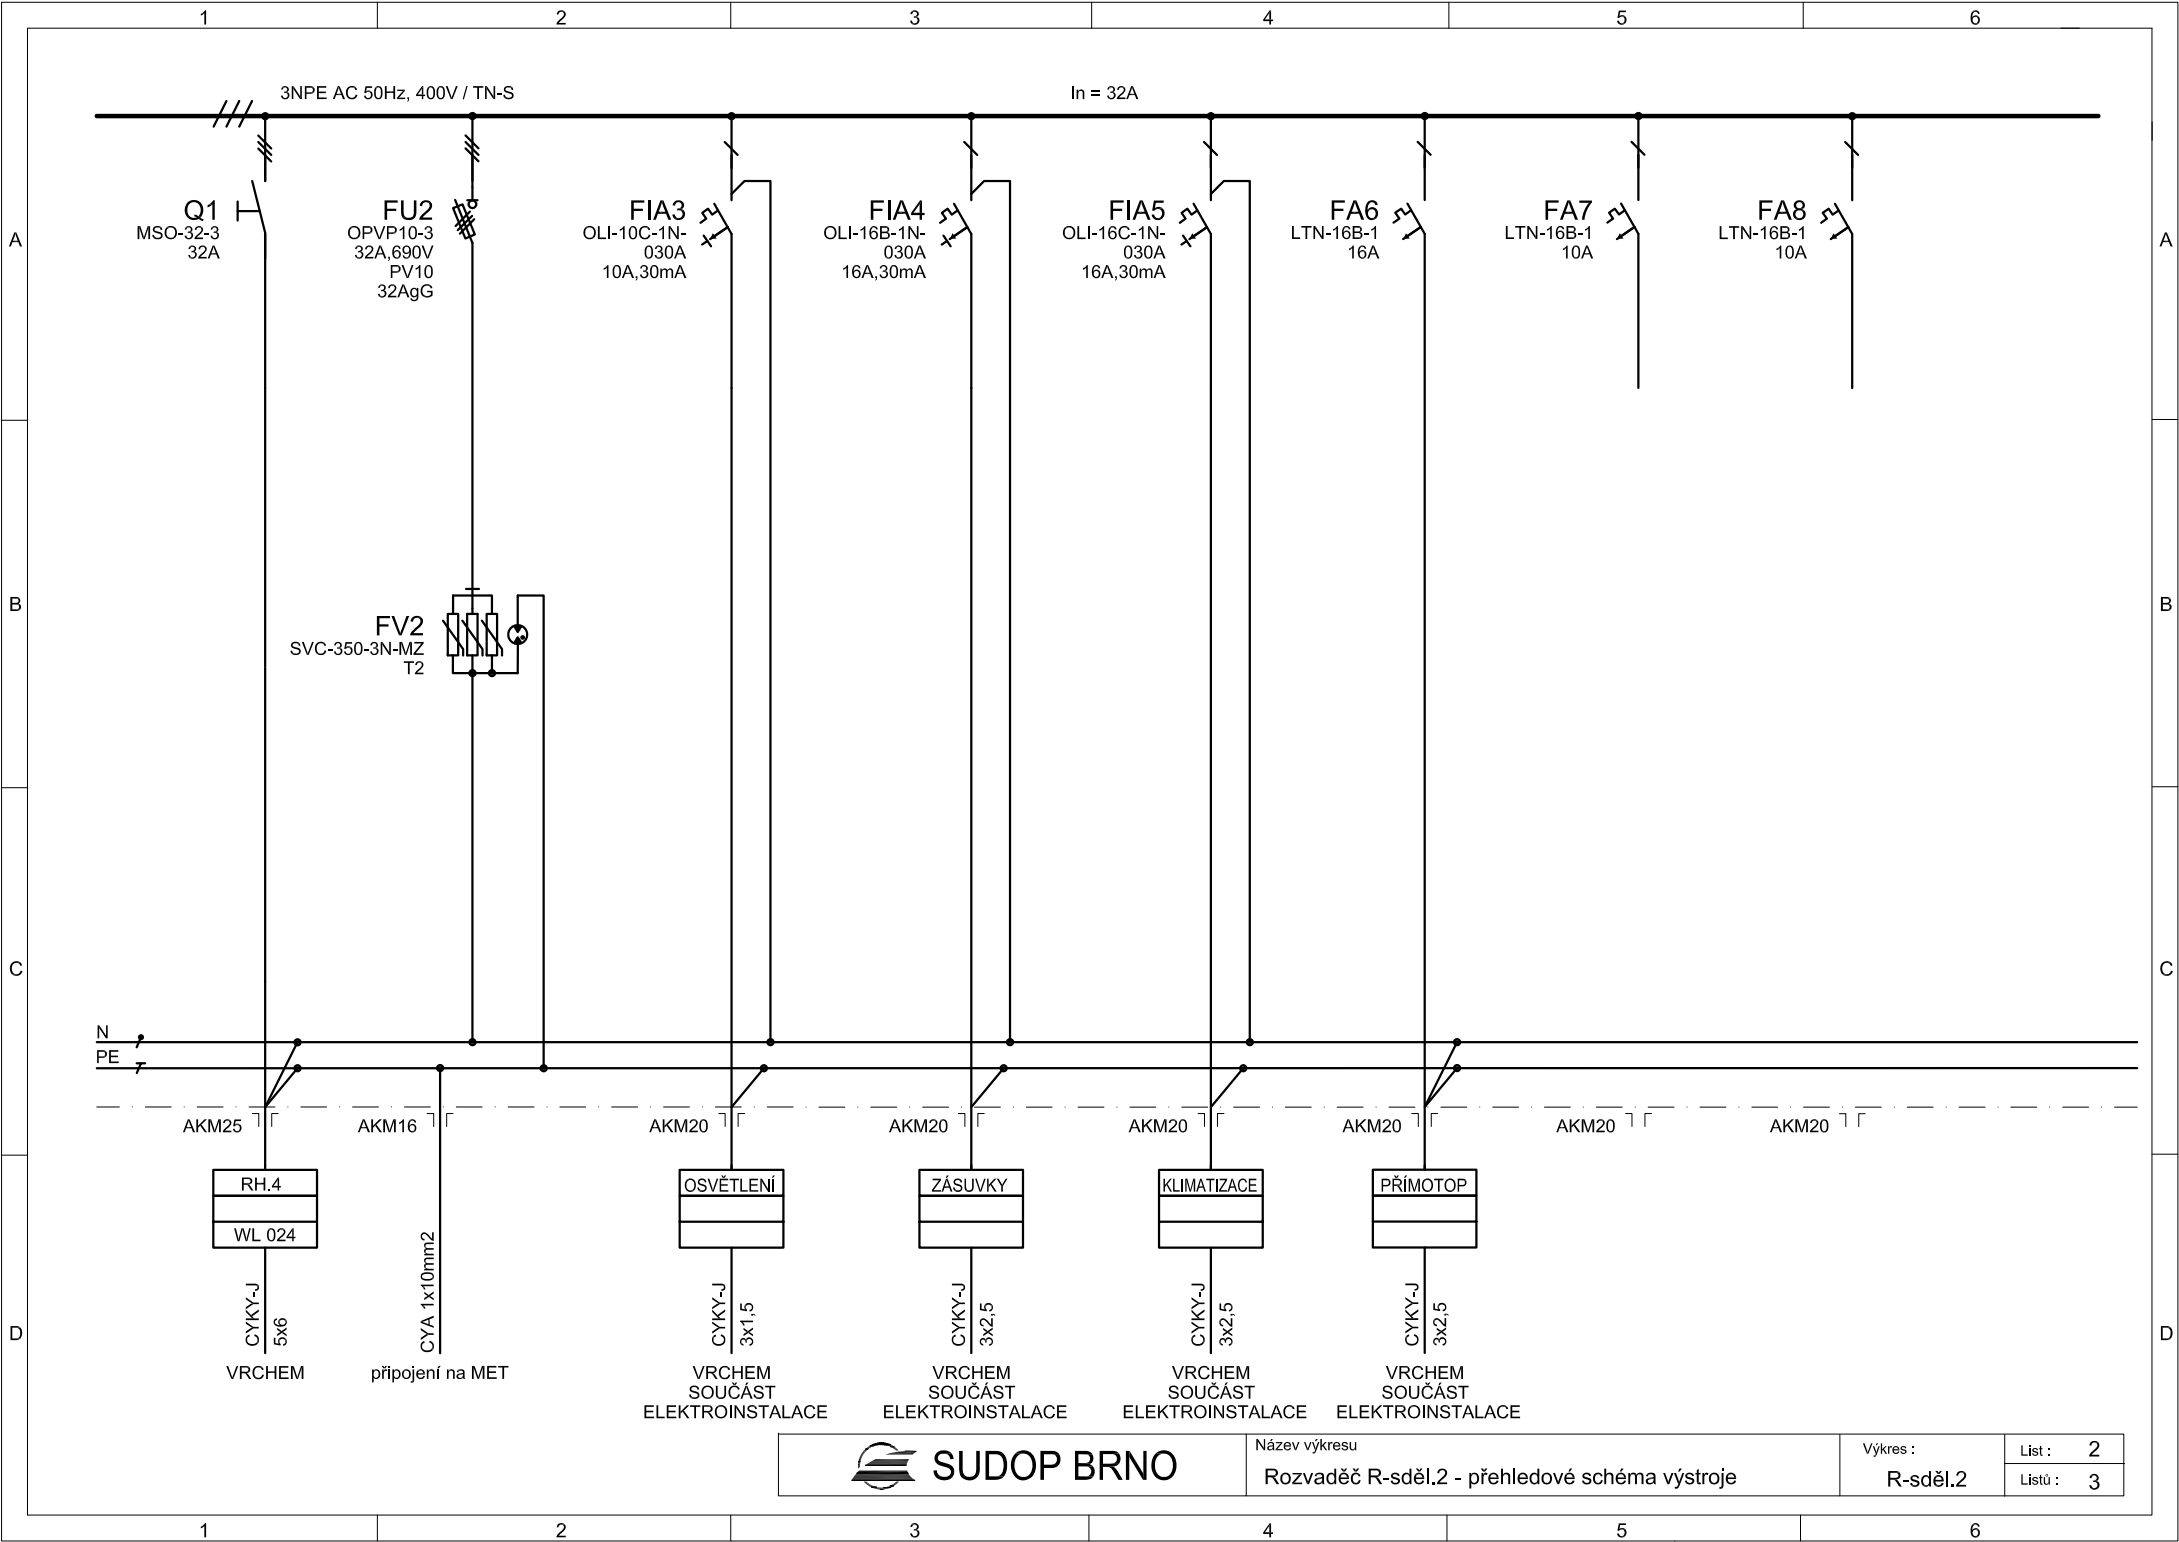 1 2 3 4 5 6
3NPE AC 50Hz, 400V / TN-S
In = 32A
A
A
Q1
MSO-32-3
32A
FU2
OPVP10-3
32A,690V
PV10
32AgG
FIA3
OLI-10C-1N-
030A
10A,30mA
FIA4
OLI-16B-1N-
030A
16A,30mA
FIA5
OLI-16C-1N-
030A
16A,30mA
FA6
LTN-16B-1
16A
FA7
LTN-16B-1
10A
FA8
LTN-16B-1
10A
B
B
FV2
SVC-350-3N-MZ
T2
C
C
N
PE
AKM25
AKM16
AKM20
AKM20
AKM20
AKM20
AKM20
AKM20
D
D
RH.4
WL 024
CYKY-J
5x6
VRCHEM
CYA 1x10mm2
připojení na MET
OSVĚTLENÍ
CYKY-J
3x1,5
VRCHEM
SOUČÁST
ELEKTROINSTALACE
ZÁSUVKY
CYKY-J
3x2,5
VRCHEM
SOUČÁST
ELEKTROINSTALACE
KLIMATIZACE
CYKY-J
3x2,5
VRCHEM
SOUČÁST
ELEKTROINSTALACE
PŘÍMOTOP
CYKY-J
3x2,5
VRCHEM
SOUČÁST
ELEKTROINSTALACE
SUDOP BRNO
Název výkresu
Rozvaděč R-sděl.2 - přehledové schéma výstroje
Výkres :
R-sděl.2
List : 2
Listů : 3
1 2 3 4 5 6